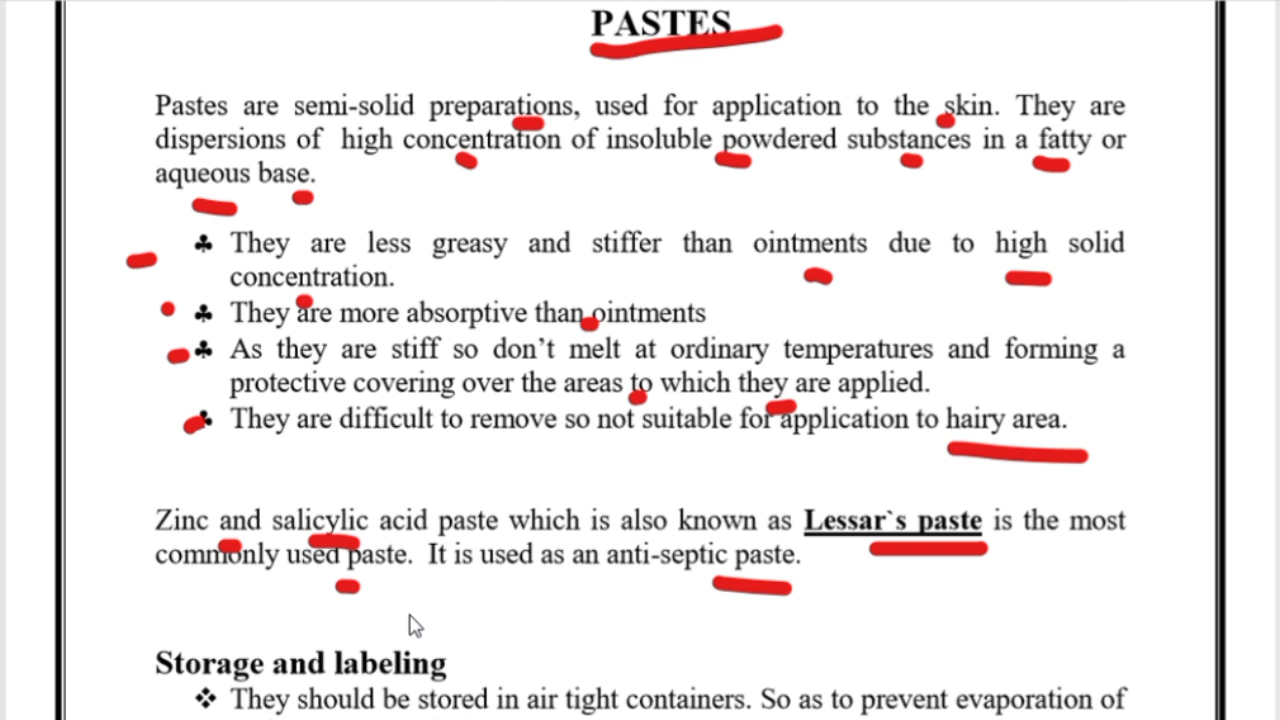 PASTES
Pastes are semi-solid preparations, used for application to the skin. They are
dispersions of high concentration of insoluble powdered substances in a fatty or
aqueous base.
♣ They are less greasy and stiffer than ointments due to high solid
concentration.
♣ They are more absorptive than ointments
♣ As they are stiff so don't melt at ordinary temperatures and forming a
protective covering over the areas to which they are applied.
♣ They are difficult to remove so not suitable for application to hairy area.
Zinc and salicylic acid paste which is also known as Lessar`s paste is the most
commonly used paste. It is used as an anti-septic paste.
Storage and labeling
❖ They should be stored in air tight containers. So as to prevent evaporation of